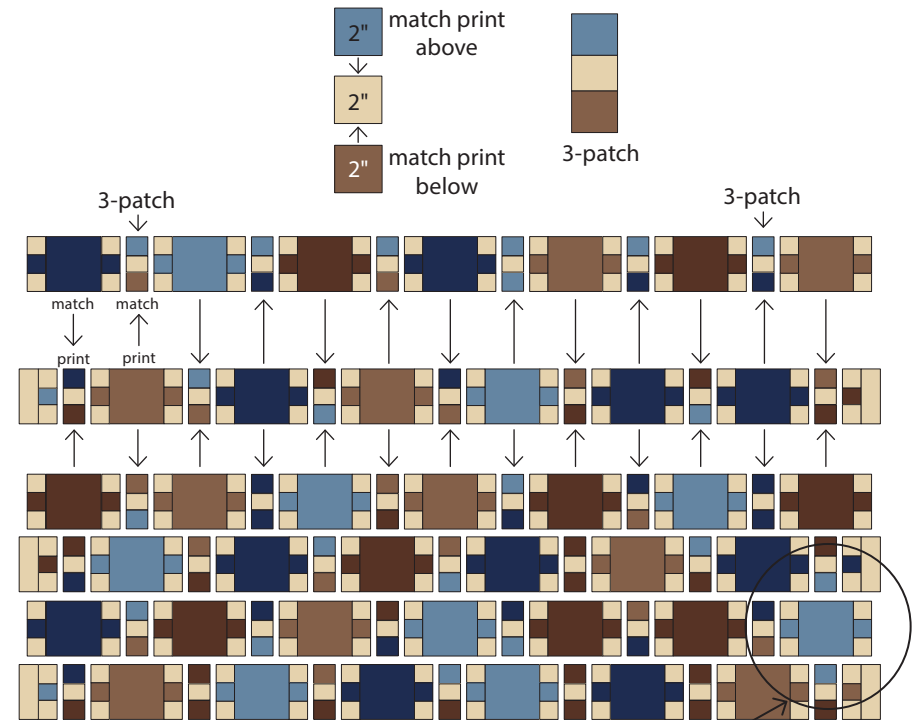 2"
match print
above
2"
2"
match print
below
3-patch
3-patch
3-patch
match
match
print
print